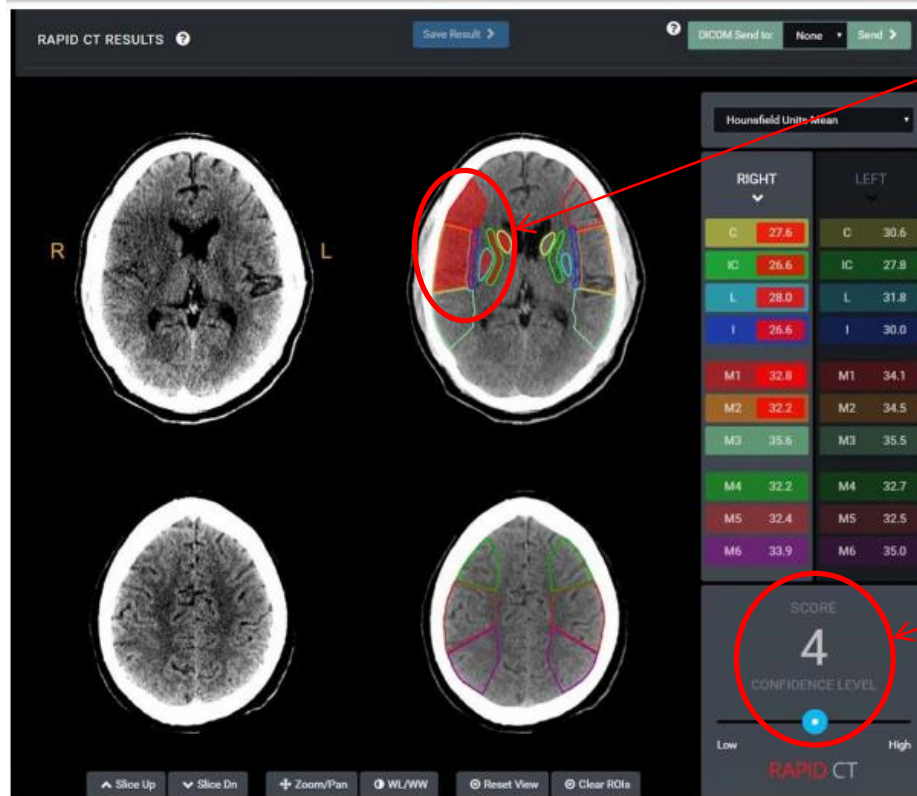 RAPID CT RESULTS ?
Save Result >
? DICOM Send to: None Send >
Hounsfield Units Mean
R
L
RIGHT LEFT
C 27.6 C 30.6
IC 26.6 IC 27.8
L 28.0 L 31.8
I 26.6 I 30.0
M1 32.8 M1 34.1
M2 32.2 M2 34.5
M3 35.6 M3 35.5
M4 32.2 M4 32.7
M5 32.4 M5 32.5
M6 33.9 M6 35.0
SCORE
4
CONFIDENCE LEVEL
Low High
RAPID CT
Slice Up Slice Dn Zoom/Pan WL/WW Reset View Clear ROIs